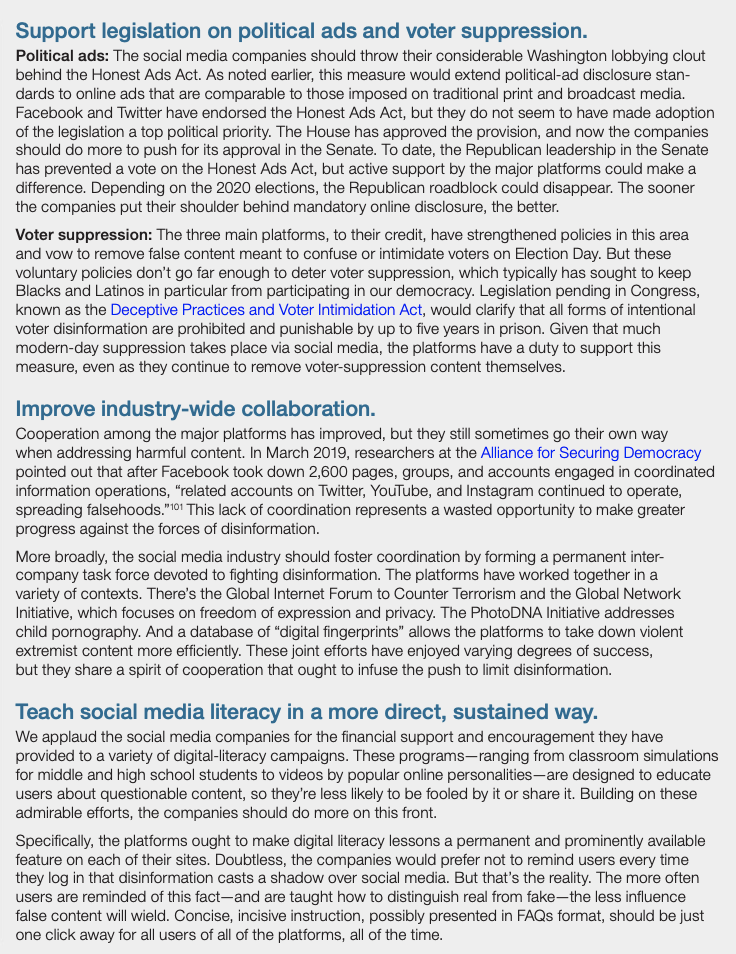 Support legislation on political ads and voter suppression.
Political ads: The social media companies should throw their considerable Washington lobbying clout
behind the Honest Ads Act. As noted earlier, this measure would extend political-ad disclosure stan-
dards to online ads that are comparable to those imposed on traditional print and broadcast media.
Facebook and Twitter have endorsed the Honest Ads Act, but they do not seem to have made adoption
of the legislation a top political priority. The House has approved the provision, and now the companies
should do more to push for its approval in the Senate. To date, the Republican leadership in the Senate
has prevented a vote on the Honest Ads Act, but active support by the major platforms could make a
difference. Depending on the 2020 elections, the Republican roadblock could disappear. The sooner
the companies put their shoulder behind mandatory online disclosure, the better.
Voter suppression: The three main platforms, to their credit, have strengthened policies in this area
and vow to remove false content meant to confuse or intimidate voters on Election Day. But these
voluntary policies don’t go far enough to deter voter suppression, which typically has sought to keep
Blacks and Latinos in particular from participating in our democracy. Legislation pending in Congress,
known as the Deceptive Practices and Voter Intimidation Act, would clarify that all forms of intentional
voter disinformation are prohibited and punishable by up to five years in prison. Given that much
modern-day suppression takes place via social media, the platforms have a duty to support this
measure, even as they continue to remove voter-suppression content themselves.
Improve industry-wide collaboration.
Cooperation among the major platforms has improved, but they still sometimes go their own way
when addressing harmful content. In March 2019, researchers at the Alliance for Securing Democracy
pointed out that after Facebook took down 2,600 pages, groups, and accounts engaged in coordinated
information operations, “related accounts on Twitter, YouTube, and Instagram continued to operate,
spreading falsehoods.”101 This lack of coordination represents a wasted opportunity to make greater
progress against the forces of disinformation.
More broadly, the social media industry should foster coordination by forming a permanent inter-
company task force devoted to fighting disinformation. The platforms have worked together in a
variety of contexts. There’s the Global Internet Forum to Counter Terrorism and the Global Network
Initiative, which focuses on freedom of expression and privacy. The PhotoDNA Initiative addresses
child pornography. And a database of “digital fingerprints” allows the platforms to take down violent
extremist content more efficiently. These joint efforts have enjoyed varying degrees of success,
but they share a spirit of cooperation that ought to infuse the push to limit disinformation.
Teach social media literacy in a more direct, sustained way.
We applaud the social media companies for the financial support and encouragement they have
provided to a variety of digital-literacy campaigns. These programs—ranging from classroom simulations
for middle and high school students to videos by popular online personalities—are designed to educate
users about questionable content, so they’re less likely to be fooled by it or share it. Building on these
admirable efforts, the companies should do more on this front.
Specifically, the platforms ought to make digital literacy lessons a permanent and prominently available
feature on each of their sites. Doubtless, the companies would prefer not to remind users every time
they log in that disinformation casts a shadow over social media. But that’s the reality. The more often
users are reminded of this fact—and are taught how to distinguish real from fake—the less influence
false content will wield. Concise, incisive instruction, possibly presented in FAQs format, should be just
one click away for all users of all of the platforms, all of the time.